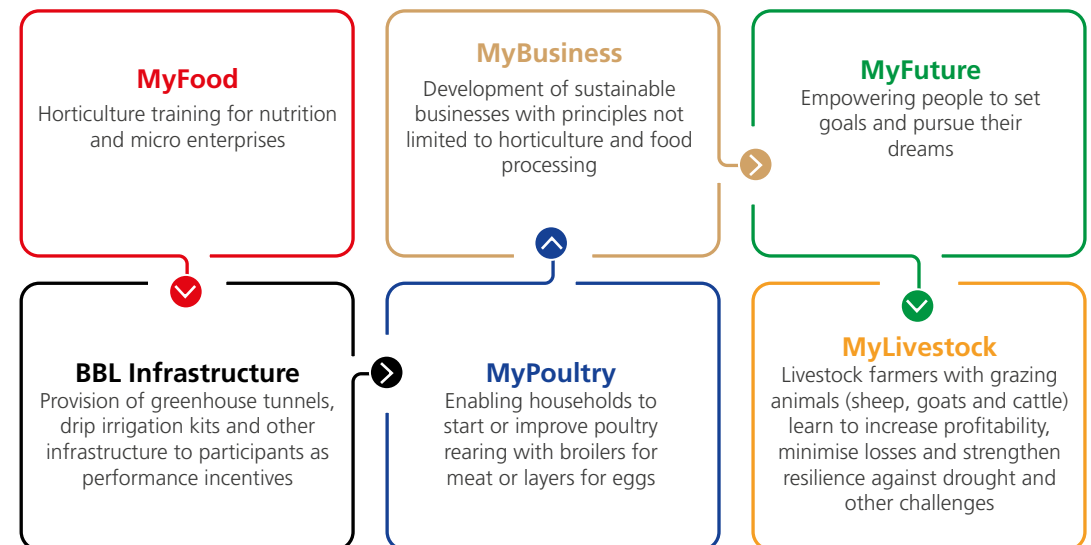 MyFood
Horticulture training for nutrition
and micro enterprises
BBL Infrastructure
Provision of greenhouse tunnels,
drip irrigation kits and other
infrastructure to participants as
performance incentives
MyPoultry
Enabling households to
start or improve poultry
rearing with broilers for
meat or layers for eggs
MyBusiness
Development of sustainable
businesses with principles not
limited to horticulture and food
processing
MyFuture
Empowering people to set
goals and pursue their
dreams
MyLivestock
Livestock farmers with grazing
animals (sheep, goats and cattle)
learn to increase profitability,
minimise losses and strengthen
resilience against drought and
other challenges